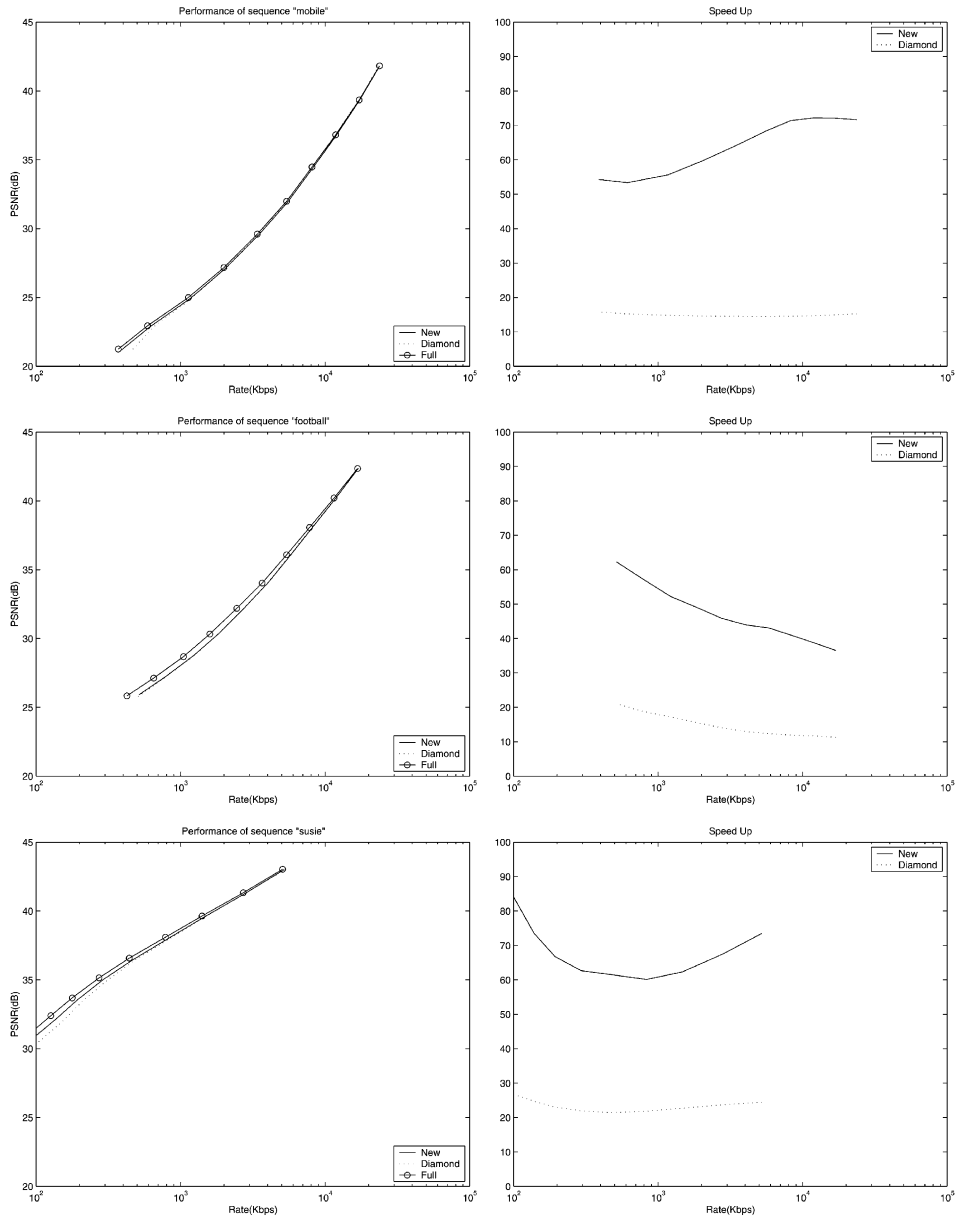 Performance of sequence "mobile"
45
40
35
30
25
20
PSNR(dB)
New
Diamond
Full
10^2
10^3
10^4
10^5
Rate(Kbps)
Speed Up
100
90
80
70
60
50
40
30
20
10
0
New
Diamond
10^2
10^3
10^4
10^5
Rate(Kbps)
Performance of sequence "football"
45
40
35
30
25
20
PSNR(dB)
New
Diamond
Full
10^2
10^3
10^4
10^5
Rate(Kbps)
Speed Up
100
90
80
70
60
50
40
30
20
10
0
New
Diamond
10^2
10^3
10^4
10^5
Rate(Kbps)
Performance of sequence "susie"
45
40
35
30
25
20
PSNR(dB)
New
Diamond
Full
10^2
10^3
10^4
10^5
Rate(Kbps)
Speed Up
100
90
80
70
60
50
40
30
20
10
0
New
Diamond
10^2
10^3
10^4
10^5
Rate(Kbps)